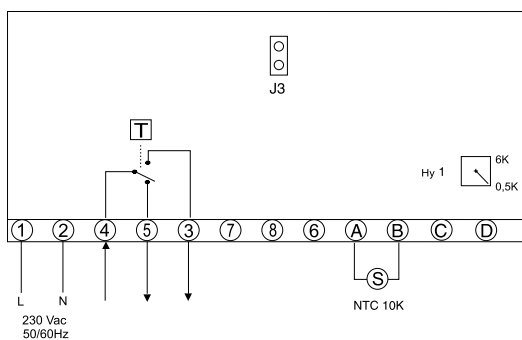 J3
T
Hy 1
6K
0,5K
1 2 4 5 3 7 8 6 A B C D
L N
S
230 Vac
50/60Hz
NTC 10K